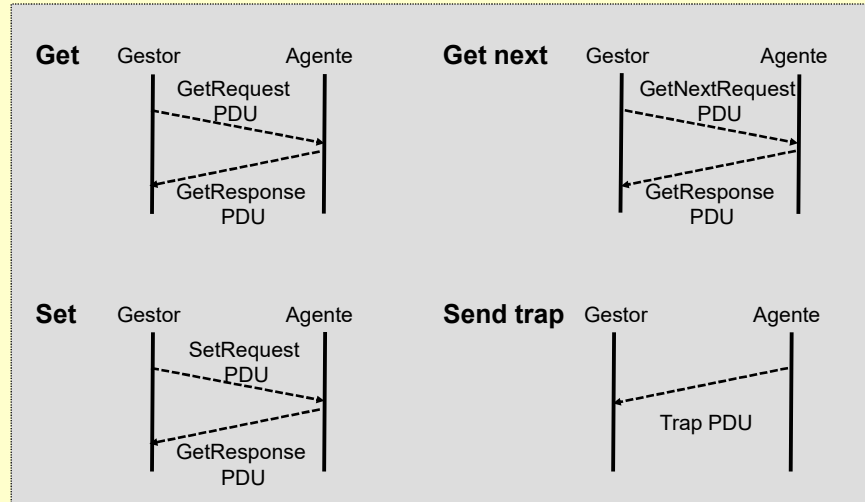 Get
Gestor
Agente
GetRequest
PDU
GetResponse
PDU
Get next
Gestor
Agente
GetNextRequest
PDU
GetResponse
PDU
Set
Gestor
Agente
SetRequest
PDU
GetResponse
PDU
Send trap
Gestor
Agente
Trap PDU